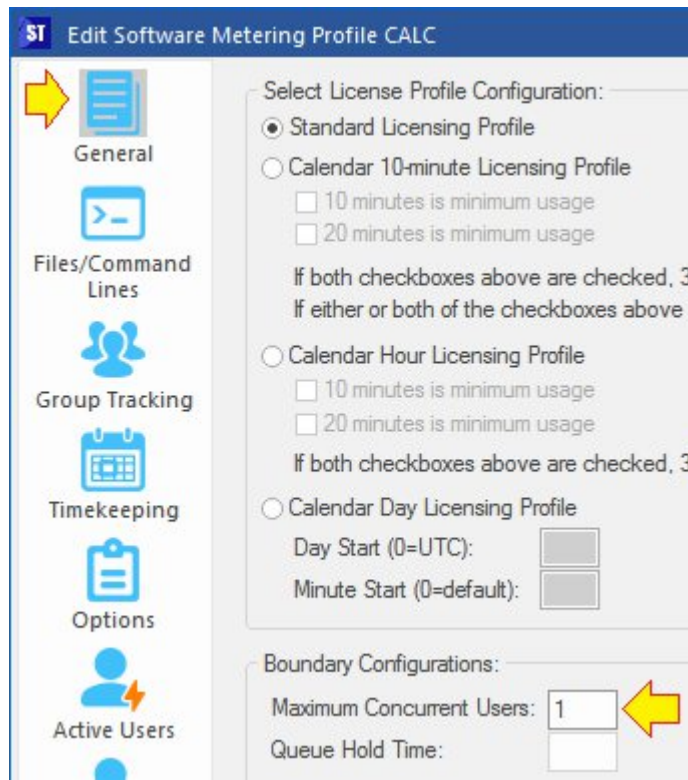 ST Edit Software Metering Profile CALC
General
Files/Command
Lines
Group Tracking
Timekeeping
Options
Active Users
Select License Profile Configuration:
Standard Licensing Profile
Calendar 10-minute Licensing Profile
10 minutes is minimum usage
20 minutes is minimum usage
If both checkboxes above are checked, 3
If either or both of the checkboxes above
Calendar Hour Licensing Profile
10 minutes is minimum usage
20 minutes is minimum usage
If both checkboxes above are checked, 3
Calendar Day Licensing Profile
Day Start (0=UTC):
Minute Start (0=default):
Boundary Configurations:
Maximum Concurrent Users: 1
Queue Hold Time: